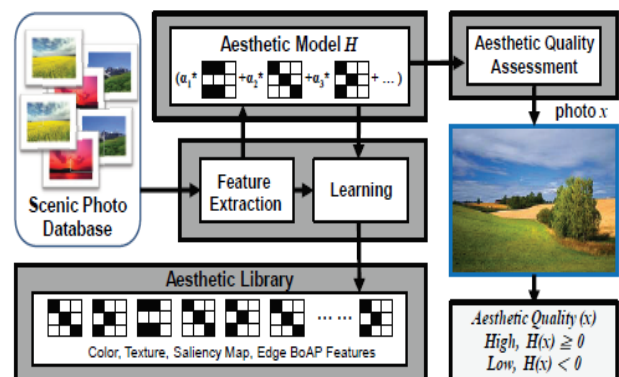 Aesthetic Model H
(α₁* +α₂* +α₃* + ... )
Aesthetic Quality
Assessment
photo x
Scenic Photo
Database
Feature
Extraction
Learning
Aesthetic Library
... ...
Color, Texture, Saliency Map, Edge BoAP Features
Aesthetic Quality (x)
High, H(x) ≧ 0
Low, H(x) < 0